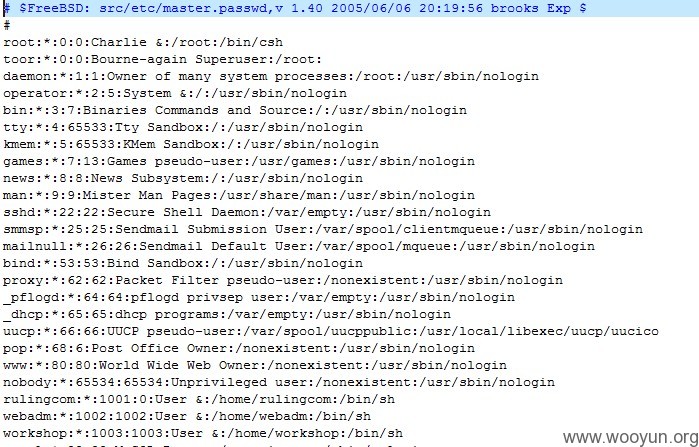 # $FreeBSD: src/etc/master.passwd,v 1.40 2005/06/06 20:19:56 brooks Exp $
#
root:*:0:0:Charlie &:/root:/bin/csh
toor:*:0:0:Bourne-again Superuser:/root:
daemon:*:1:1:Owner of many system processes:/root:/usr/sbin/nologin
operator:*:2:5:System &:/:/usr/sbin/nologin
bin:*:3:7:Binaries Commands and Source:/:/usr/sbin/nologin
tty:*:4:65533:Tty Sandbox:/:/usr/sbin/nologin
kmem:*:5:65533:KMem Sandbox:/:/usr/sbin/nologin
games:*:7:13:Games pseudo-user:/usr/games:/usr/sbin/nologin
news:*:8:8:News Subsystem:/:/usr/sbin/nologin
man:*:9:9:Mister Man Pages:/usr/share/man:/usr/sbin/nologin
sshd:*:22:22:Secure Shell Daemon:/var/empty:/usr/sbin/nologin
smmsp:*:25:25:Sendmail Submission User:/var/spool/clientmqueue:/usr/sbin/nologin
mailnull:*:26:26:Sendmail Default User:/var/spool/mqueue:/usr/sbin/nologin
bind:*:53:53:Bind Sandbox:/:/usr/sbin/nologin
proxy:*:62:62:Packet Filter pseudo-user:/nonexistent:/usr/sbin/nologin
_pflogd:*:64:64:pflogd privsep user:/var/empty:/usr/sbin/nologin
_dhcp:*:65:65:dhcp programs:/var/empty:/usr/sbin/nologin
uucp:*:66:66:UUCP pseudo-user:/var/spool/uucppublic:/usr/local/libexec/uucp/uucico
pop:*:68:6:Post Office Owner:/nonexistent:/usr/sbin/nologin
www:*:80:80:World Wide Web Owner:/nonexistent:/usr/sbin/nologin
nobody:*:65534:65534:Unprivileged user:/nonexistent:/usr/sbin/nologin
rulingcom:*:1001:0:User &:/home/rulingcom:/bin/sh
webadm:*:1002:1002:User &:/home/webadm:/bin/sh
workshop:*:1003:1003:User &:/home/workshop:/bin/sh
www.wooyun.org